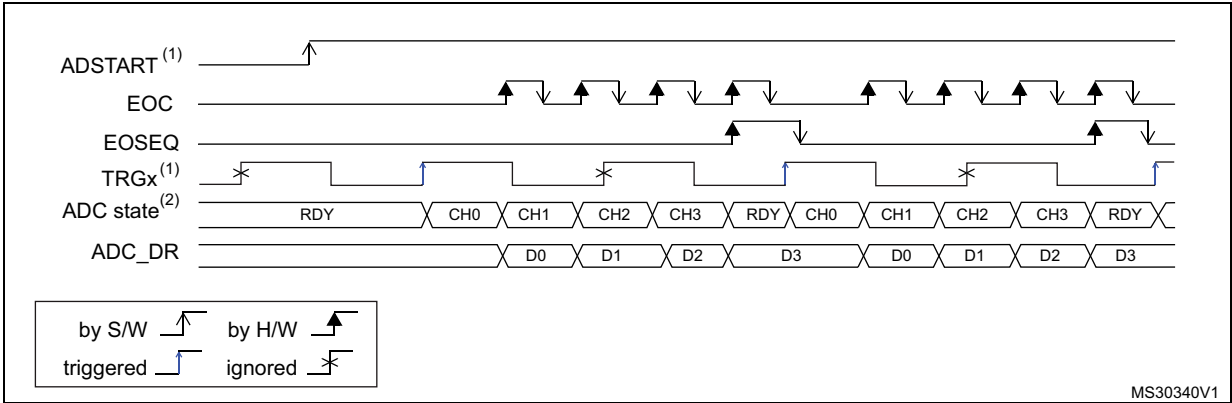 ADSTART (1)
EOC
EOSEQ
TRGx (1)
ADC state (2) RDY CH0 CH1 CH2 CH3 RDY CH0 CH1 CH2 CH3 RDY
ADC_DR D0 D1 D2 D3 D0 D1 D2 D3
by S/W by H/W
triggered ignored
MS30340V1